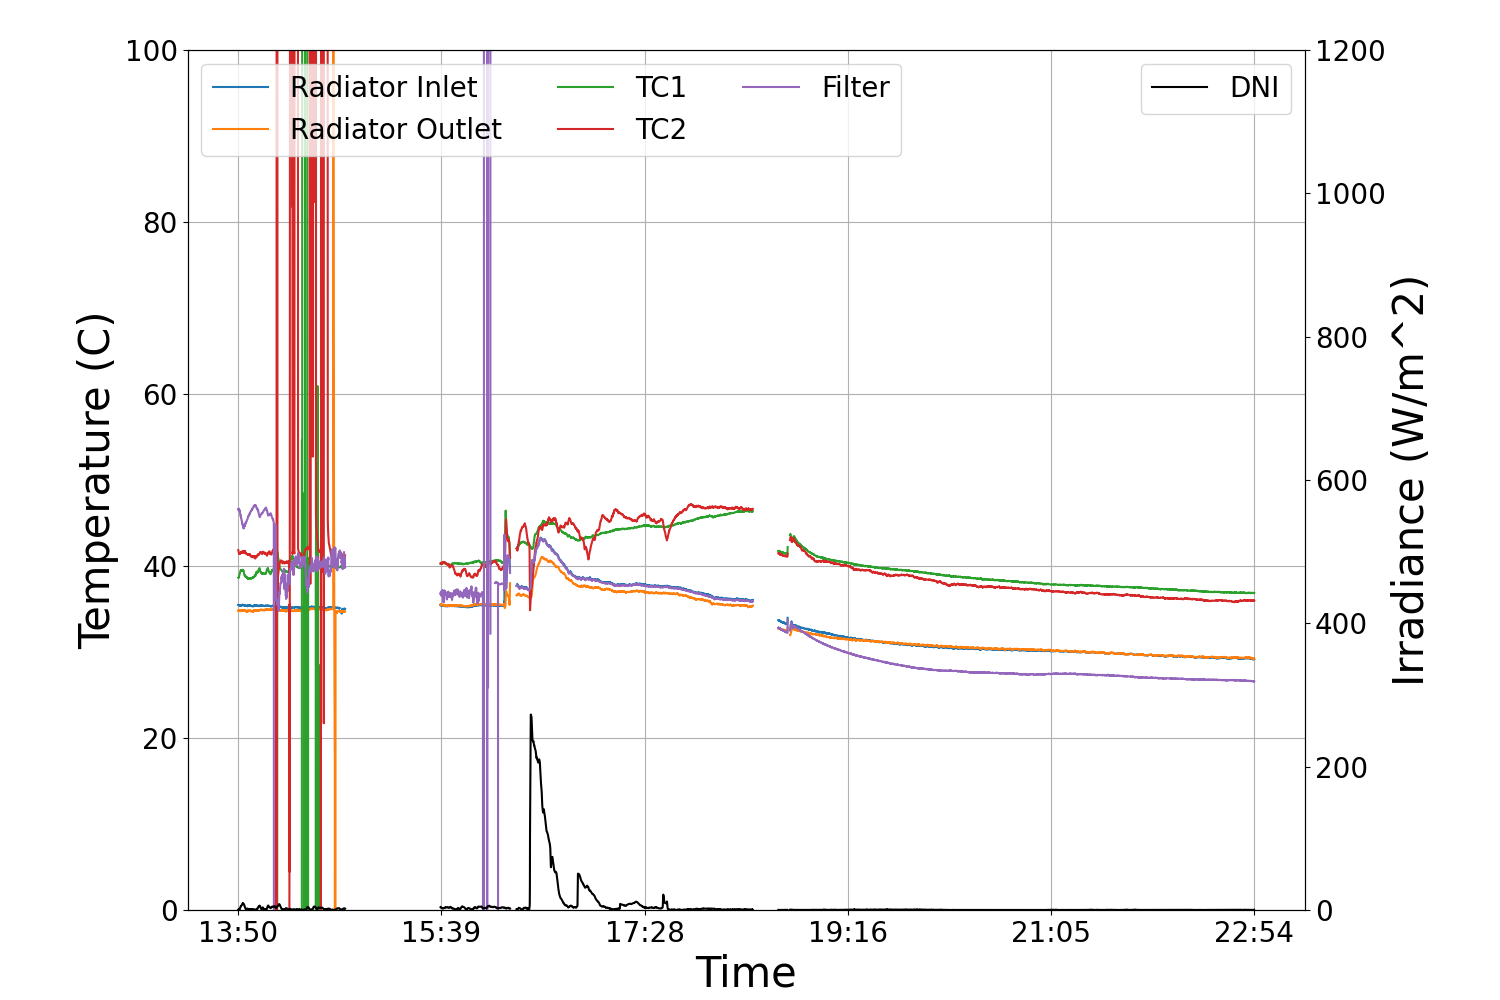 Radiator Inlet
Radiator Outlet
TC1
TC2
Filter
DNI
100
80
60
40
20
0
Temperature (C)
1200
1000
800
600
400
200
0
Irradiance (W/m^2)
13:50 15:39 17:28 19:16 21:05 22:54
Time